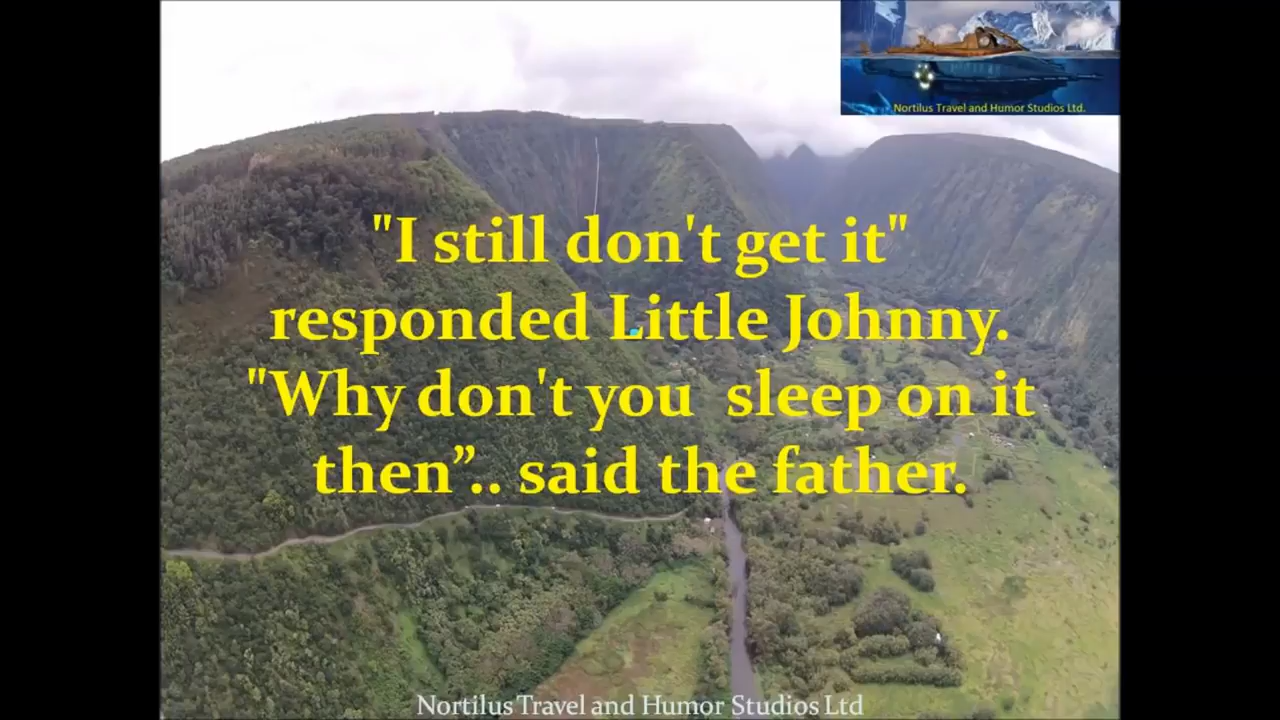 Nortilus Travel and Humor Studios Ltd.
"I still don't get it"
responded Little Johnny.
"Why don't you  sleep on it
then”.. said the father.
Nortilus Travel and Humor Studios Ltd